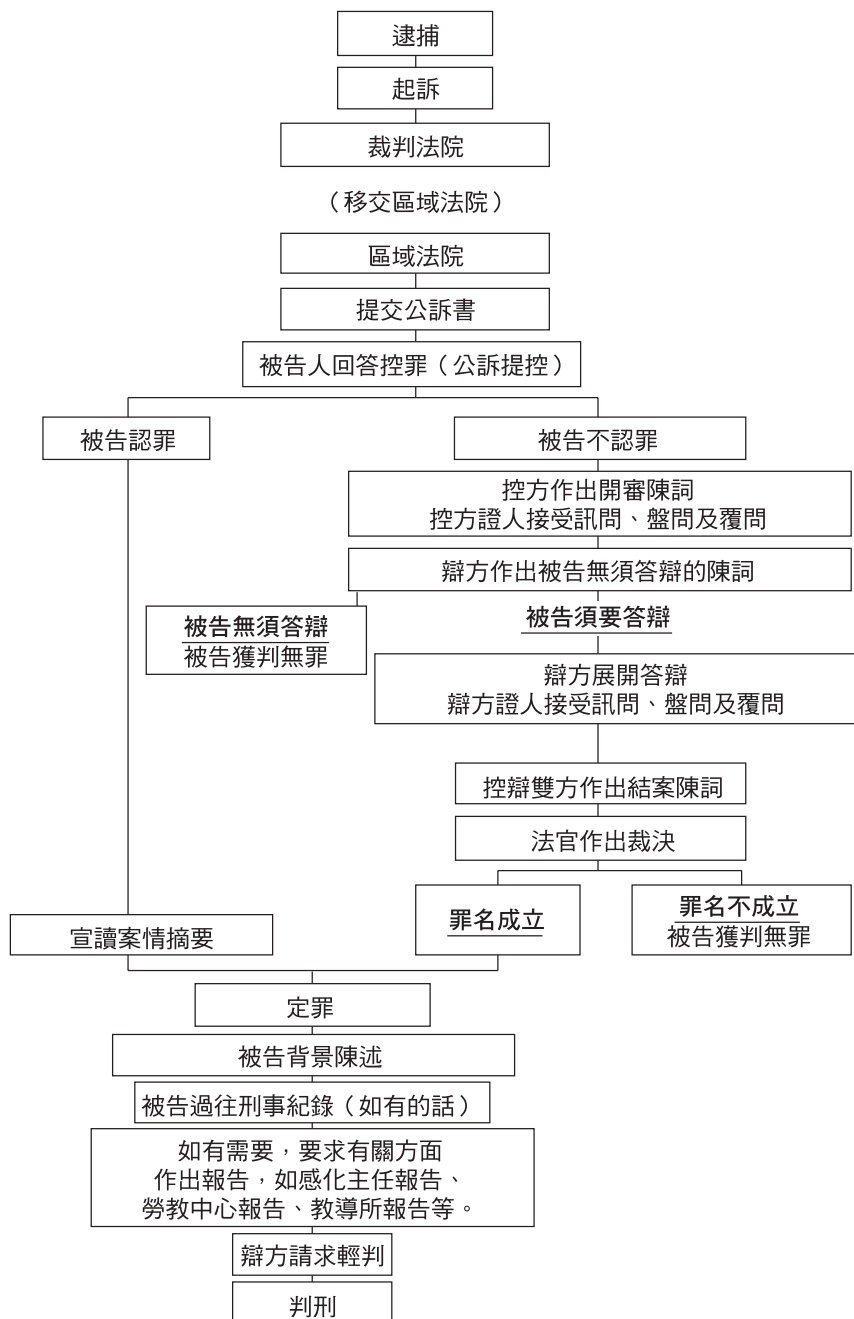 逮捕
起訴
裁判法院
（移交區域法院）
區域法院
提交公訴書
被告人回答控罪（公訴提控）
被告認罪
被告不認罪
控方作出開審陳詞
控方證人接受訊問、盤問及覆問
辯方作出被告無須答辯的陳詞
被告無須答辯
被告獲判無罪
被告須要答辯
辯方展開答辯
辯方證人接受訊問、盤問及覆問
控辯雙方作出結案陳詞
法官作出裁決
罪名成立
罪名不成立
被告獲判無罪
宣讀案情摘要
定罪
被告背景陳述
被告過往刑事紀錄（如有的話）
如有需要，要求有關方面
作出報告，如感化主任報告、
勞教中心報告、教導所報告等。
辯方請求輕判
判刑